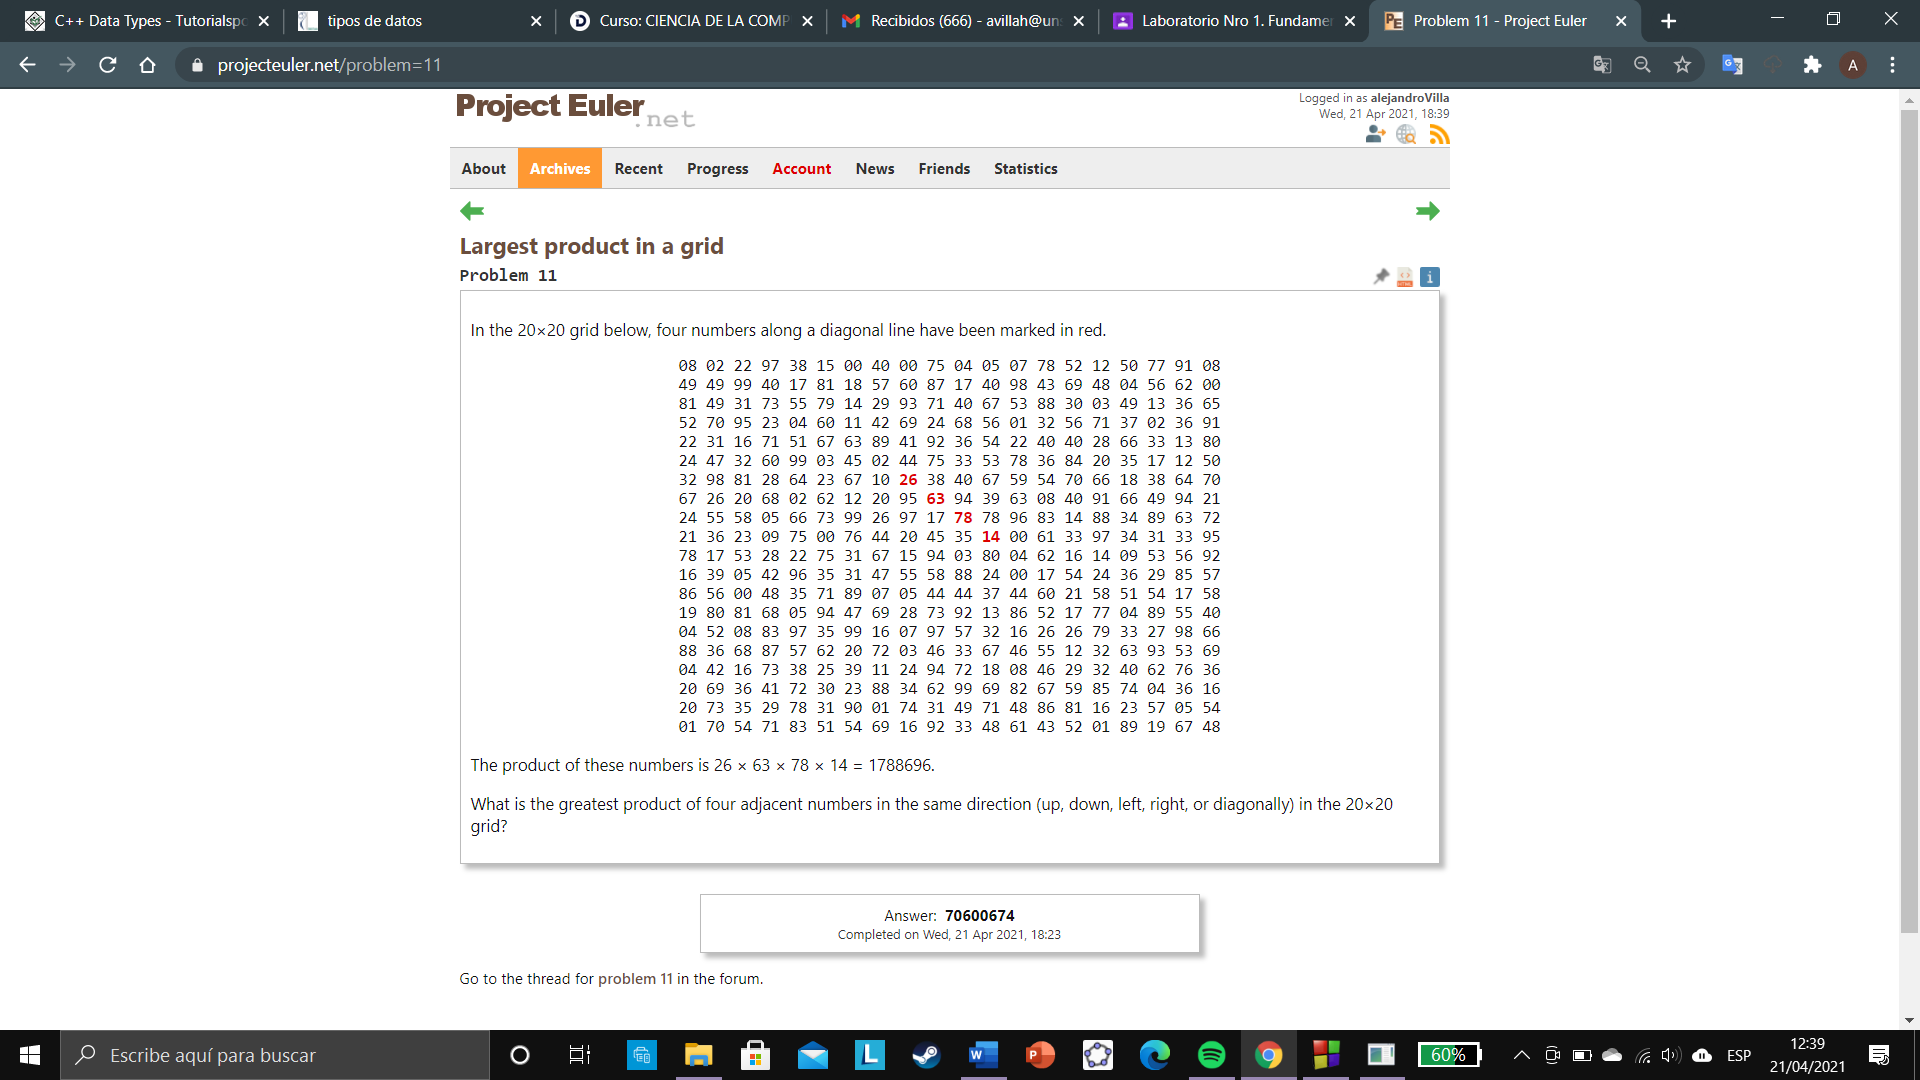 C++ Data Types - Tutorialspo
tipos de datos
Curso: CIENCIA DE LA COMP
Recibidos (666) - avillah@un
Laboratorio Nro 1. Fundamen
Problem 11 - Project Euler
projecteuler.net/problem=11
A
Project Euler
.net
Logged in as alejandroVilla
Wed, 21 Apr 2021, 18:39
About Archives Recent Progress Account News Friends Statistics
Largest product in a grid
Problem 11
In the 20×20 grid below, four numbers along a diagonal line have been marked in red.
08 02 22 97 38 15 00 40 00 75 04 05 07 78 52 12 50 77 91 08
49 49 99 40 17 81 18 57 60 87 17 40 98 43 69 48 04 56 62 00
81 49 31 73 55 79 14 29 93 71 40 67 53 88 30 03 49 13 36 65
52 70 95 23 04 60 11 42 69 24 68 56 01 32 56 71 37 02 36 91
22 31 16 71 51 67 63 89 41 92 36 54 22 40 40 28 66 33 13 80
24 47 32 60 99 03 45 02 44 75 33 53 78 36 84 20 35 17 12 50
32 98 81 28 64 23 67 10 26 38 40 67 59 54 70 66 18 38 64 70
67 26 20 68 02 62 12 20 95 63 94 39 63 08 40 91 66 49 94 21
24 55 58 05 66 73 99 26 97 17 78 78 96 83 14 88 34 89 63 72
21 36 23 09 75 00 76 44 20 45 35 14 00 61 33 97 34 31 33 95
78 17 53 28 22 75 31 67 15 94 03 80 04 62 16 14 09 53 56 92
16 39 05 42 96 35 31 47 55 58 88 24 00 17 54 24 36 29 85 57
86 56 00 48 35 71 89 07 05 44 44 37 44 60 21 58 51 54 17 58
19 80 81 68 05 94 47 69 28 73 92 13 86 52 17 77 04 89 55 40
04 52 08 83 97 35 99 16 07 97 57 32 16 26 26 79 33 27 98 66
88 36 68 87 57 62 20 72 03 46 33 67 46 55 12 32 63 93 53 69
04 42 16 73 38 25 39 11 24 94 72 18 08 46 29 32 40 62 76 36
20 69 36 41 72 30 23 88 34 62 99 69 82 67 59 85 74 04 36 16
20 73 35 29 78 31 90 01 74 31 49 71 48 86 81 16 23 57 05 54
01 70 54 71 83 51 54 69 16 92 33 48 61 43 52 01 89 19 67 48
The product of these numbers is 26 × 63 × 78 × 14 = 1788696.
What is the greatest product of four adjacent numbers in the same direction (up, down, left, right, or diagonally) in the 20×20
grid?
Answer: 70600674
Completed on Wed, 21 Apr 2021, 18:23
Go to the thread for problem 11 in the forum.
Escribe aquí para buscar
60%
ESP
12:39
21/04/2021